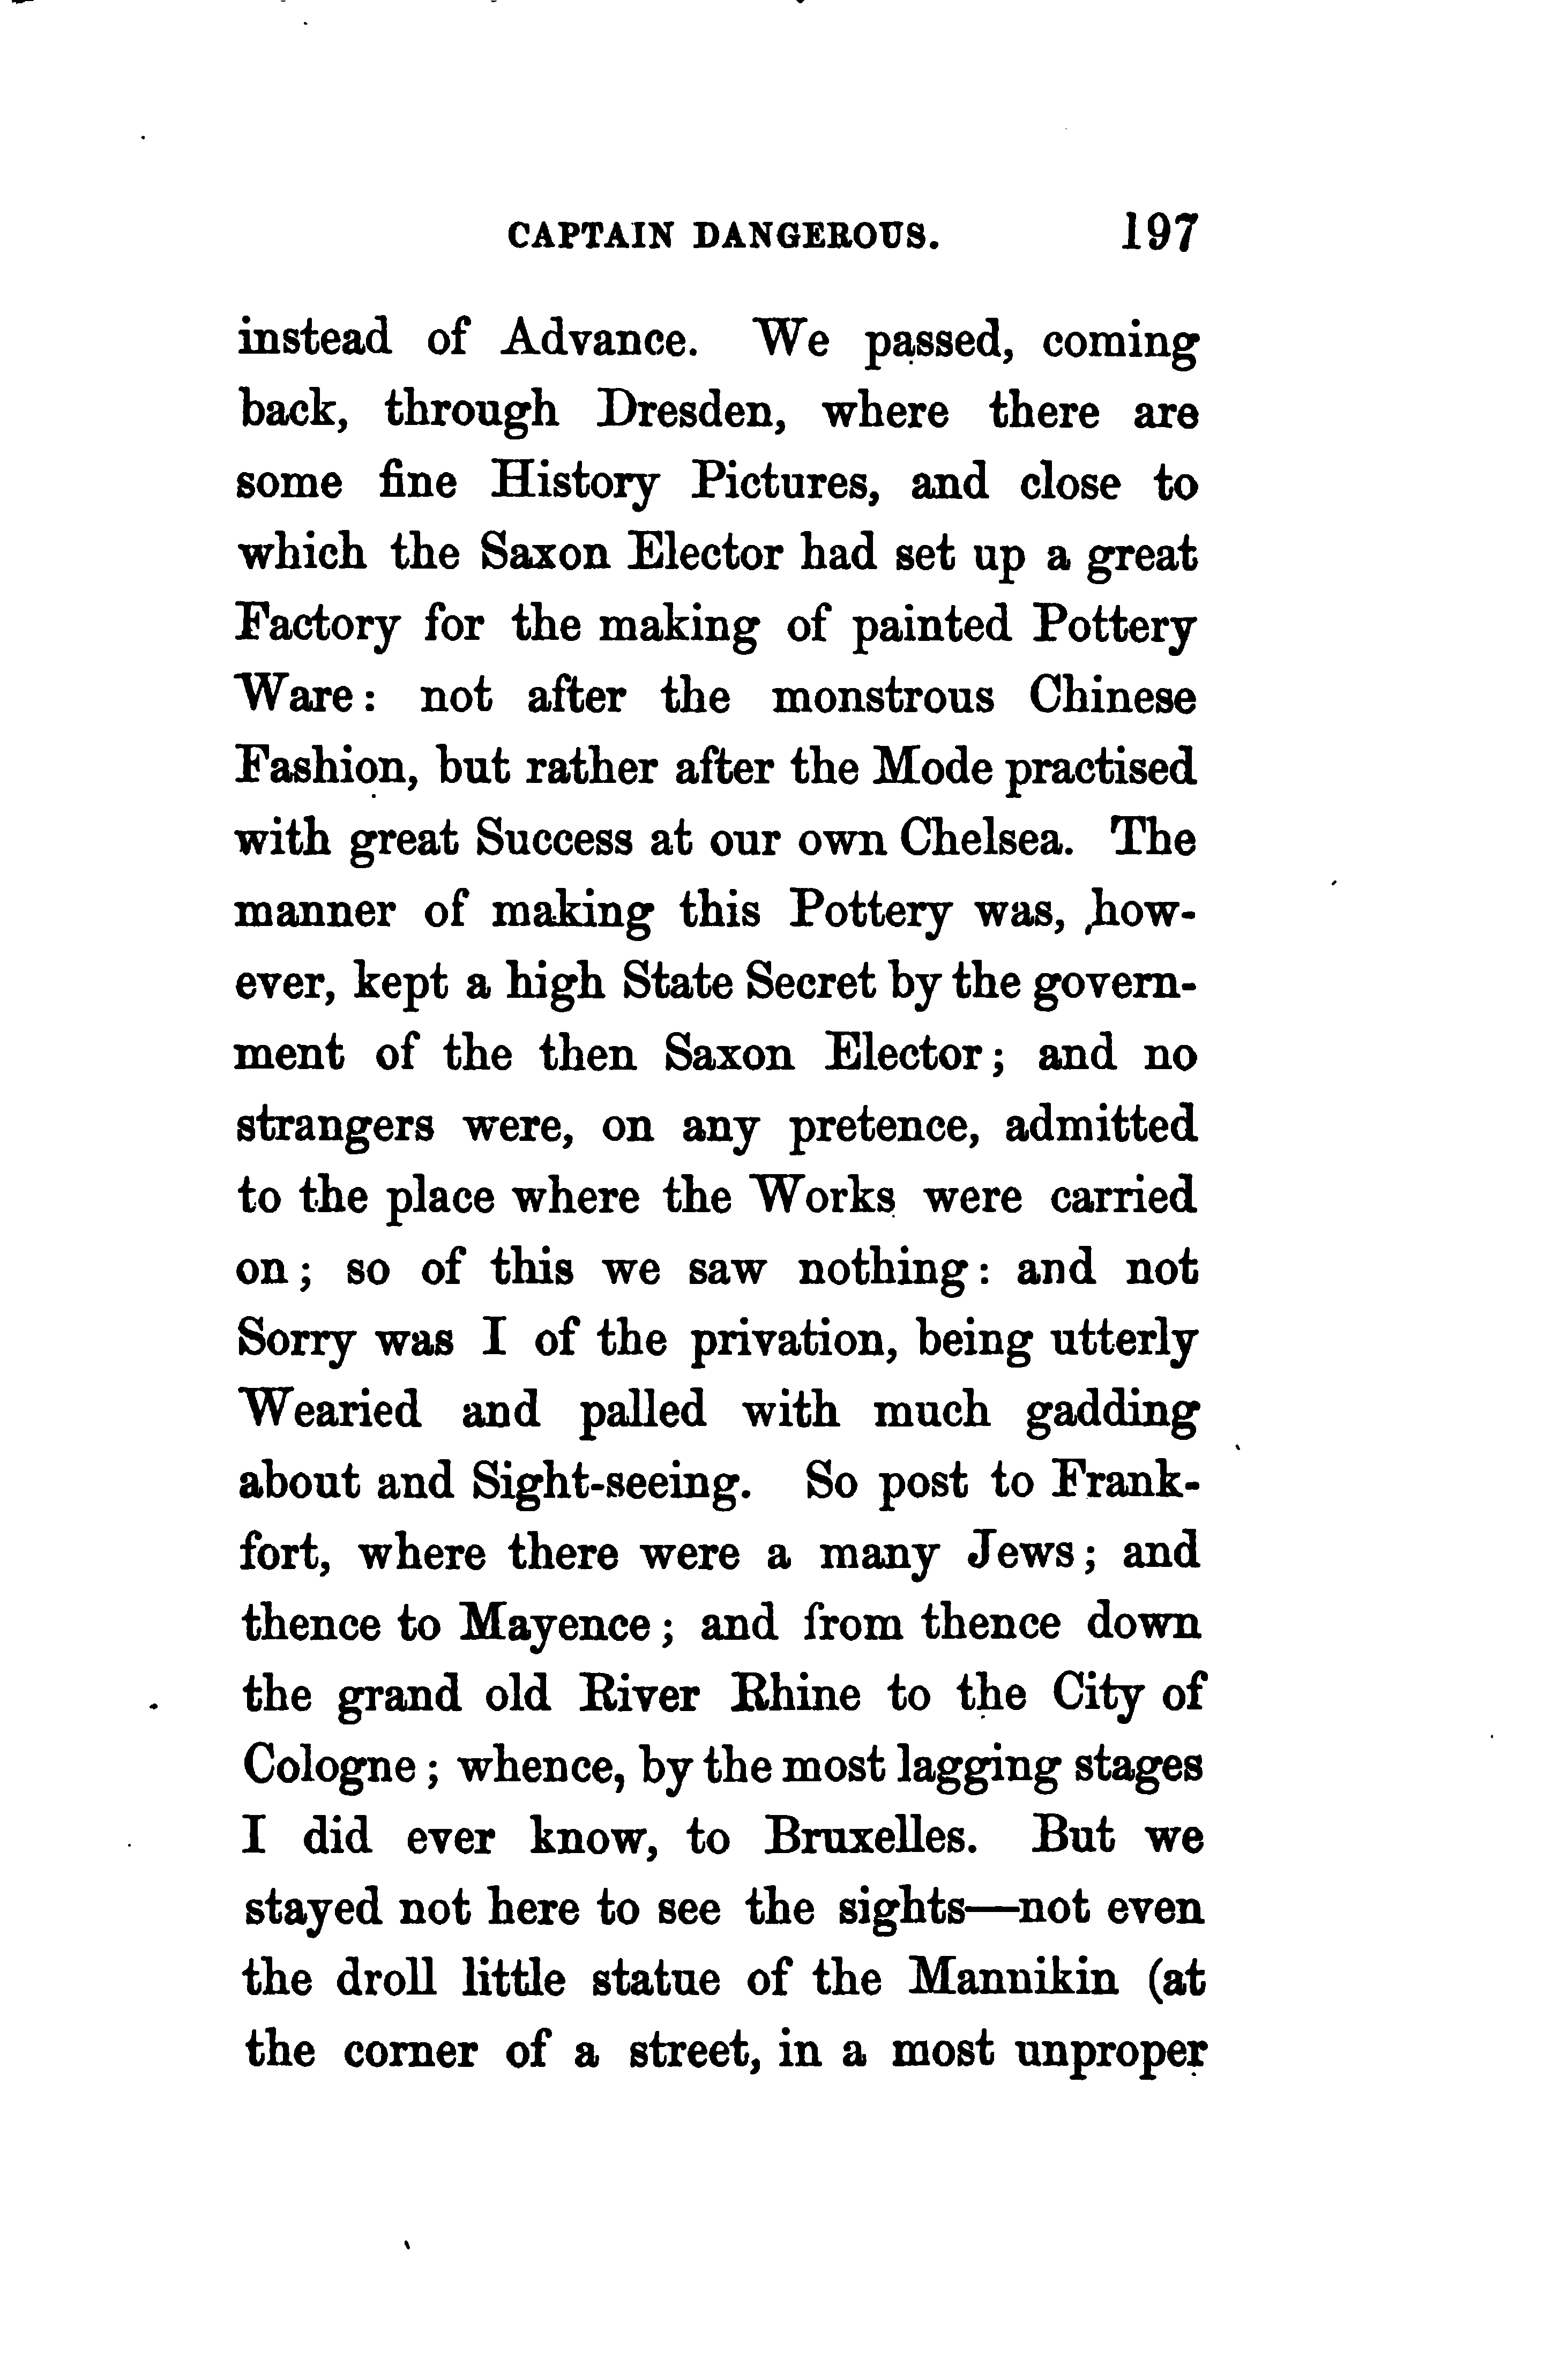 CAPTAIN DANGEROUS. 197
instead of Advance. We passed, coming
back, through Dresden, where there are
some fine History Pictures, and close to
which the Saxon Elector had set up a great
Factory for the making of painted Pottery
Ware: not after the monstrous Chinese
Fashion, but rather after the Mode practised
with great Success at our own Chelsea. The
manner of making this Pottery was, how-
ever, kept a high State Secret by the govern-
ment of the then Saxon Elector; and no
strangers were, on any pretence, admitted
to the place where the Works were carried
on; so of this we saw nothing: and not
Sorry was I of the privation, being utterly
Wearied and palled with much gadding
about and Sight-seeing. So post to Frank-
fort, where there were a many Jews; and
thence to Mayence; and from thence down
the grand old River Rhine to the City of
Cologne; whence, by the most lagging stages
I did ever know, to Bruxelles. But we
stayed not here to see the sights—not even
the droll little statue of the Mannikin (at
the corner of a street, in a most unproper